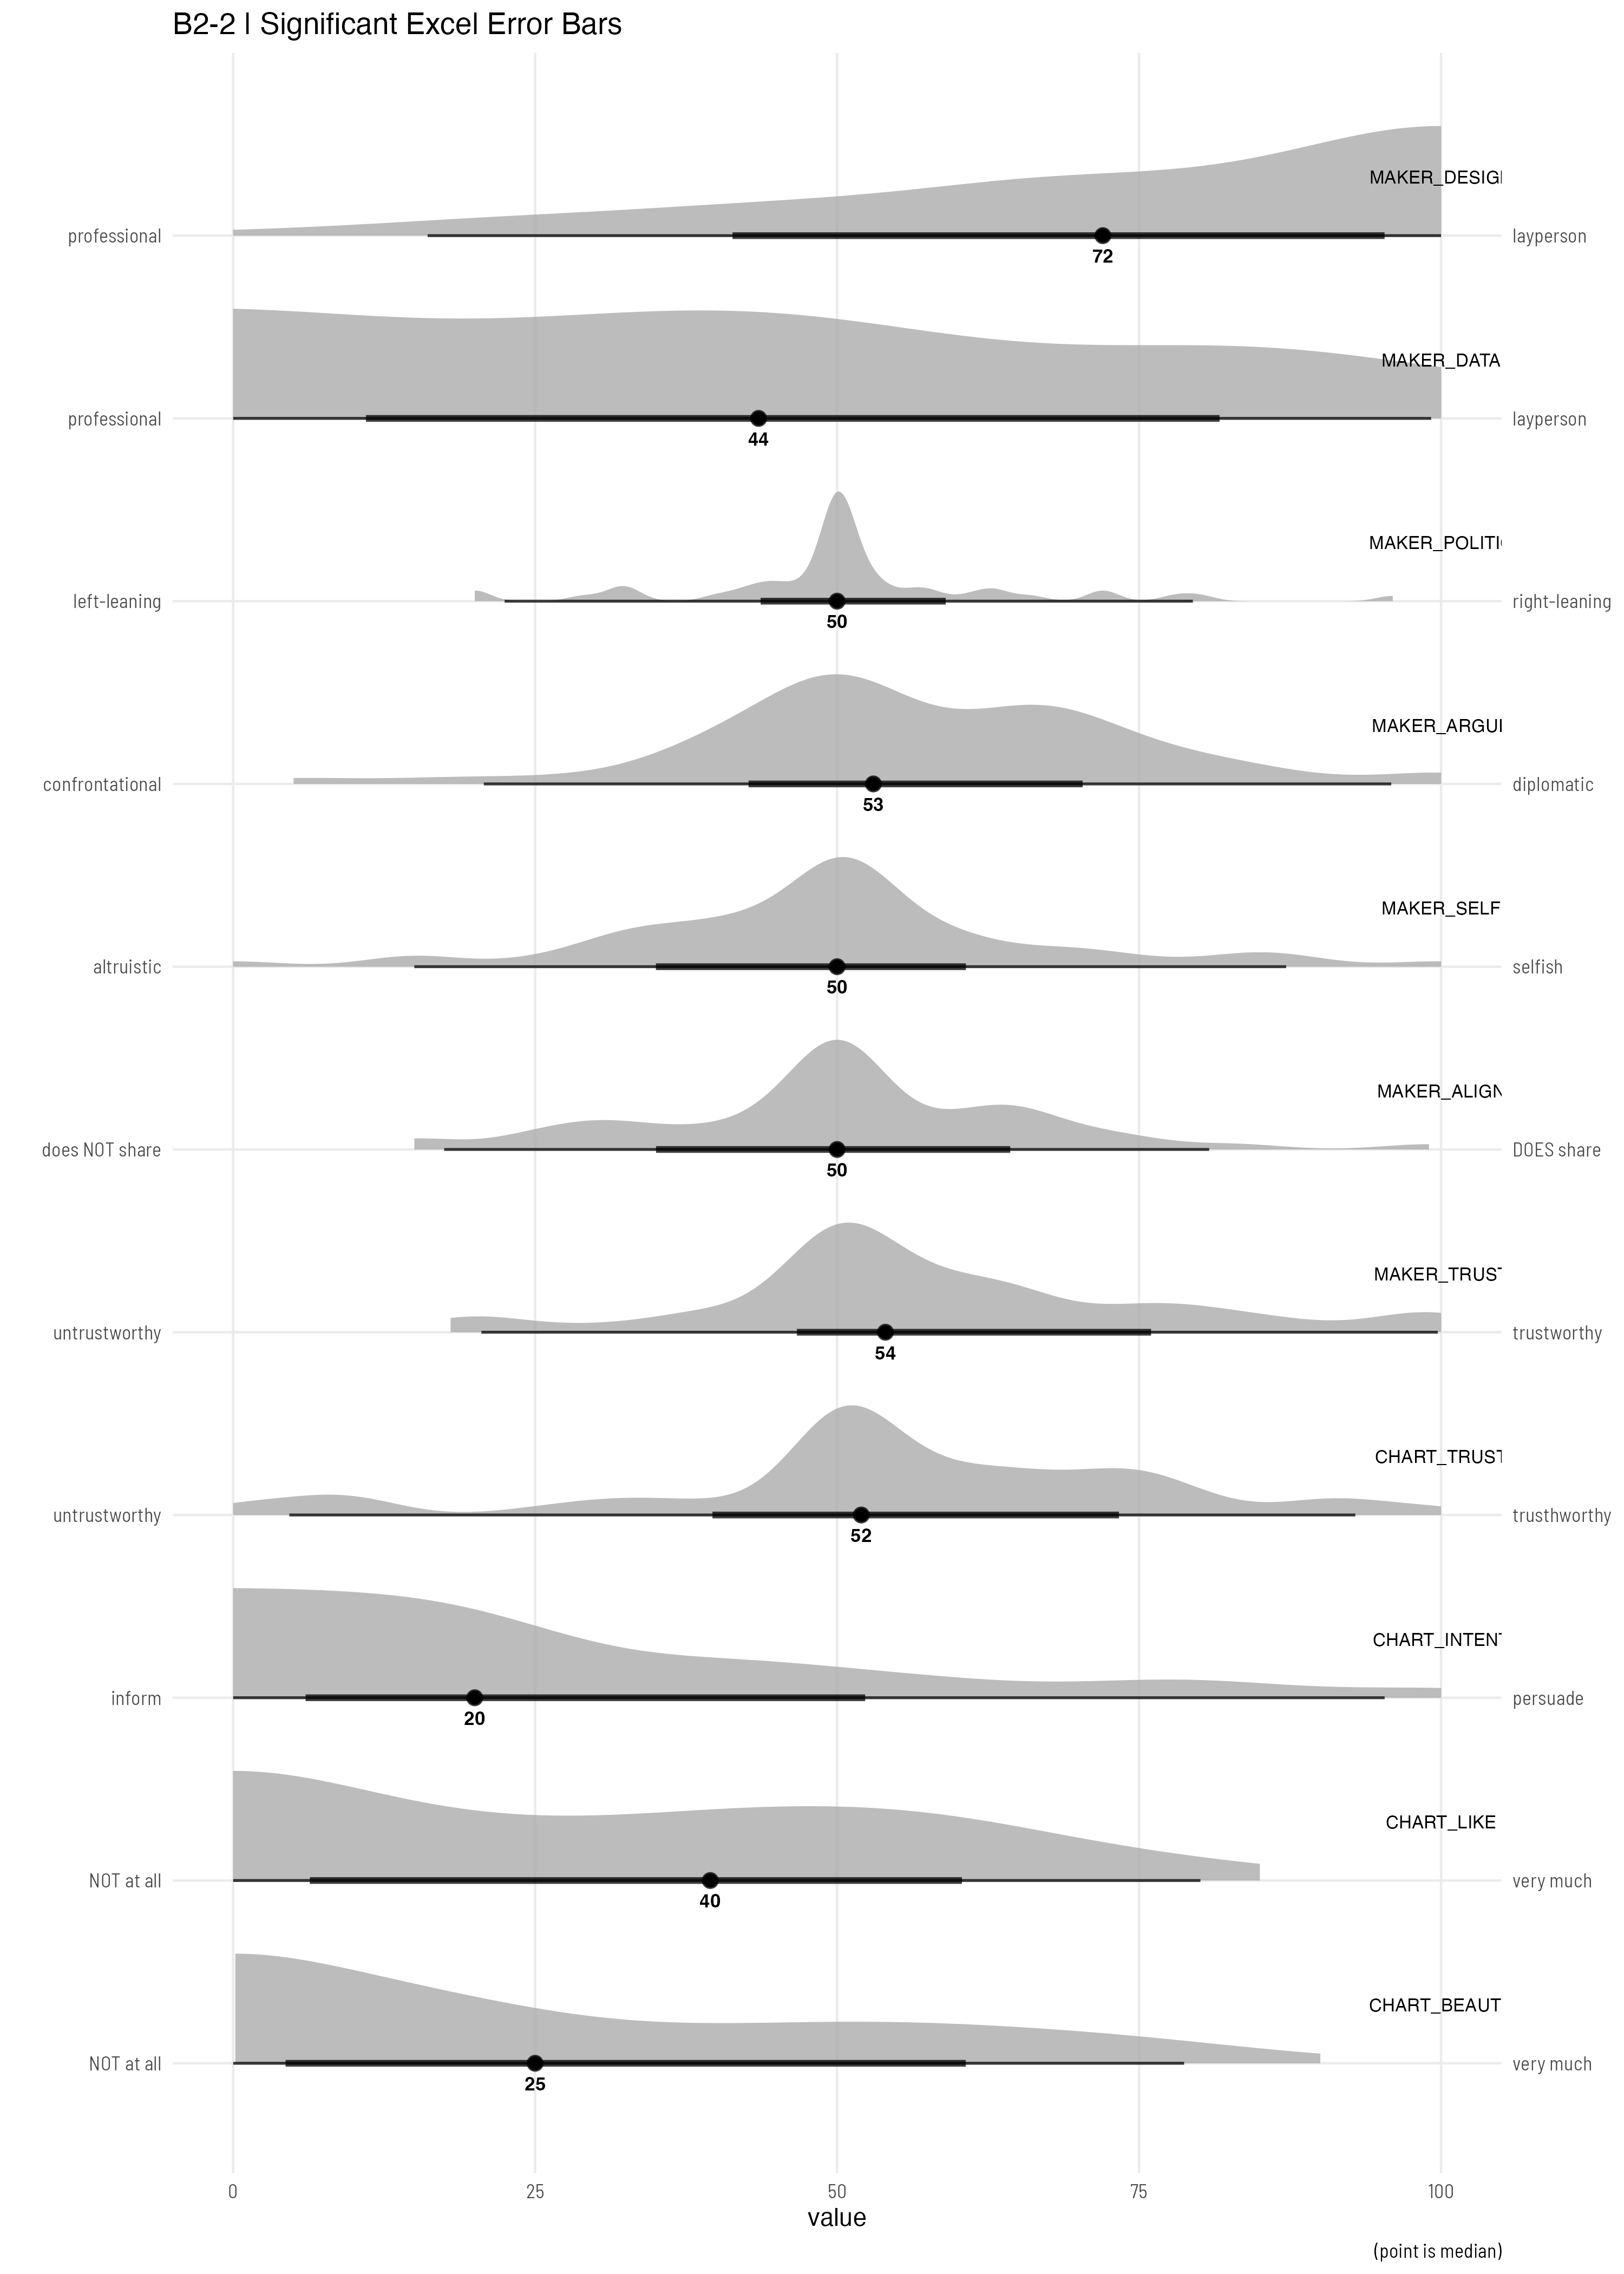 B2-2 | Significant Excel Error Bars
MAKER_DESIG
professional layperson
72
MAKER_DATA
professional layperson
44
MAKER_POLITI
left-leaning right-leaning
50
MAKER_ARGU
confrontational diplomatic
53
MAKER_SELF
altruistic selfish
50
MAKER_ALIGN
does NOT share DOES share
50
MAKER_TRUST
untrustworthy trustworthy
54
CHART_TRUST
untrustworthy trusthworthy
52
CHART_INTENT
inform persuade
20
CHART_LIKE
NOT at all very much
40
CHART_BEAUT
NOT at all very much
25
0 25 50 75 100
value
(point is median)